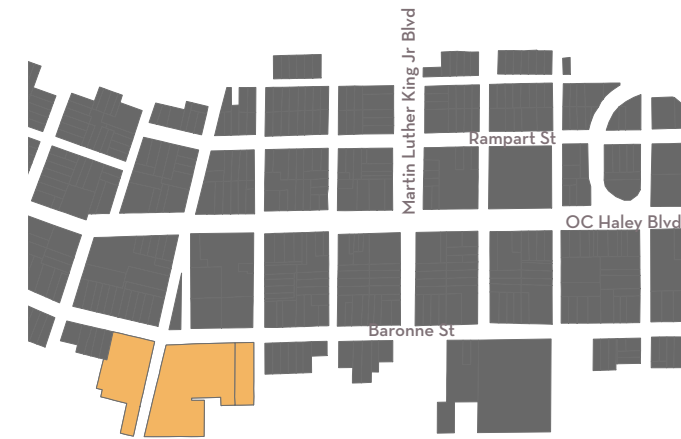 Martin Luther King Jr Blvd
Rampart St
OC Haley Blvd
Baronne St